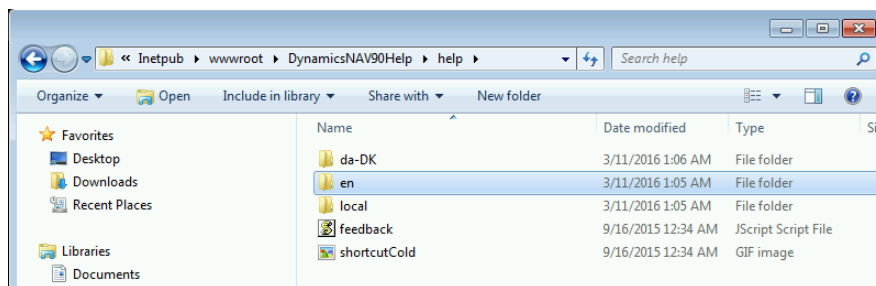 « Inetpub ▸ wwwroot ▸ DynamicsNAV90Help ▸ help ▸ Search help
Organize ▾ Open Include in library ▾ Share with ▾ New folder
Name Date modified Type Si
Favorites
Desktop
Downloads
Recent Places
Libraries
Documents
da-DK 3/11/2016 1:06 AM File folder
en 3/11/2016 1:05 AM File folder
local 3/11/2016 1:05 AM File folder
feedback 9/16/2015 12:34 AM JScript Script File
shortcutCold 9/16/2015 12:34 AM GIF image